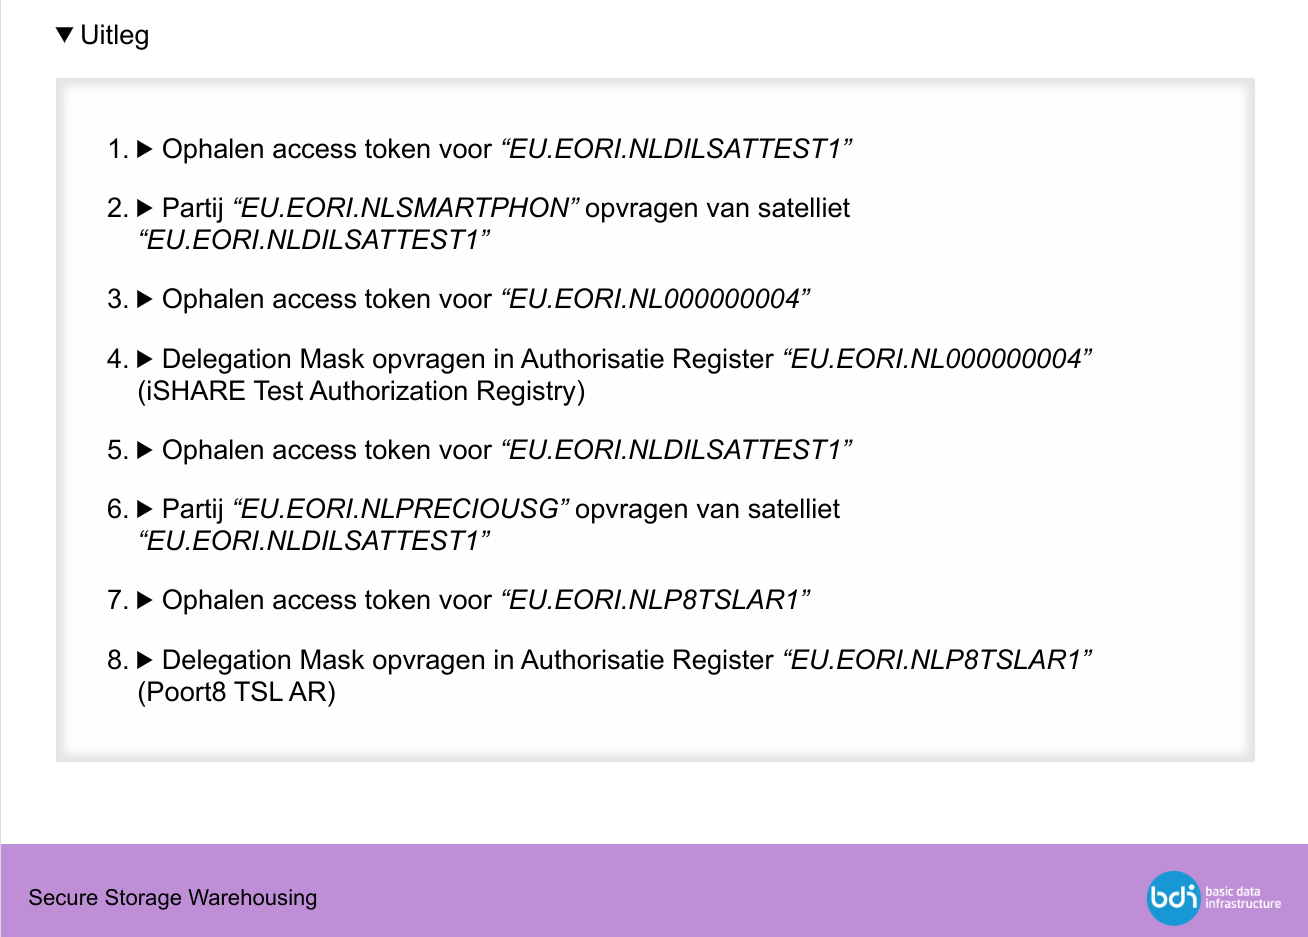 ▼ Uitleg
1. ▶ Ophalen access token voor “EU.EORI.NLDILSATTEST1”
2. ▶ Partij “EU.EORI.NLSMARTPHON” opvragen van satelliet
“EU.EORI.NLDILSATTEST1”
3. ▶ Ophalen access token voor “EU.EORI.NL000000004”
4. ▶ Delegation Mask opvragen in Authorisatie Register “EU.EORI.NL000000004”
(iSHARE Test Authorization Registry)
5. ▶ Ophalen access token voor “EU.EORI.NLDILSATTEST1”
6. ▶ Partij “EU.EORI.NLPRECIOUSG” opvragen van satelliet
“EU.EORI.NLDILSATTEST1”
7. ▶ Ophalen access token voor “EU.EORI.NLP8TSLAR1”
8. ▶ Delegation Mask opvragen in Authorisatie Register “EU.EORI.NLP8TSLAR1”
(Poort8 TSL AR)
Secure Storage Warehousing
bdi basic data
infrastructure